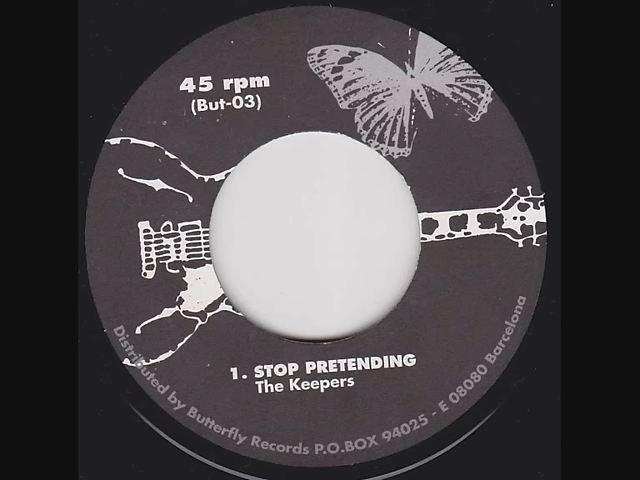 45 rpm
(But-03)
1. STOP PRETENDING
The Keepers
Distributed by Butterfly Records P.O.BOX 94025 - E 08080 Barcelona